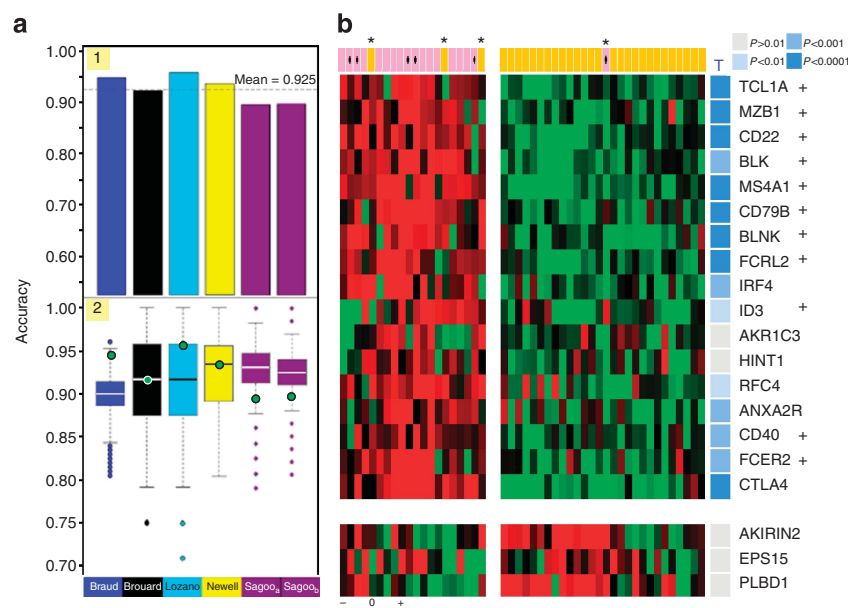 a
b
1.00
0.90
0.80
0.70
0.60
1
Mean = 0.925
Accuracy
1.00
0.95
0.90
0.85
0.80
0.75
0.70
2
Braud
Brouard
Lozano
Newell
Sagoo a
Sagoo b
* * * *
P>0.01 P<0.001
P<0.01 P<0.0001
T
TCL1A +
MZB1 +
CD22 +
BLK +
MS4A1 +
CD79B +
BLNK +
FCRL2 +
IRF4
ID3 +
AKR1C3
HINT1
RFC4
ANXA2R
CD40 +
FCER2 +
CTLA4
AKIRIN2
EPS15
PLBD1
– 0 +